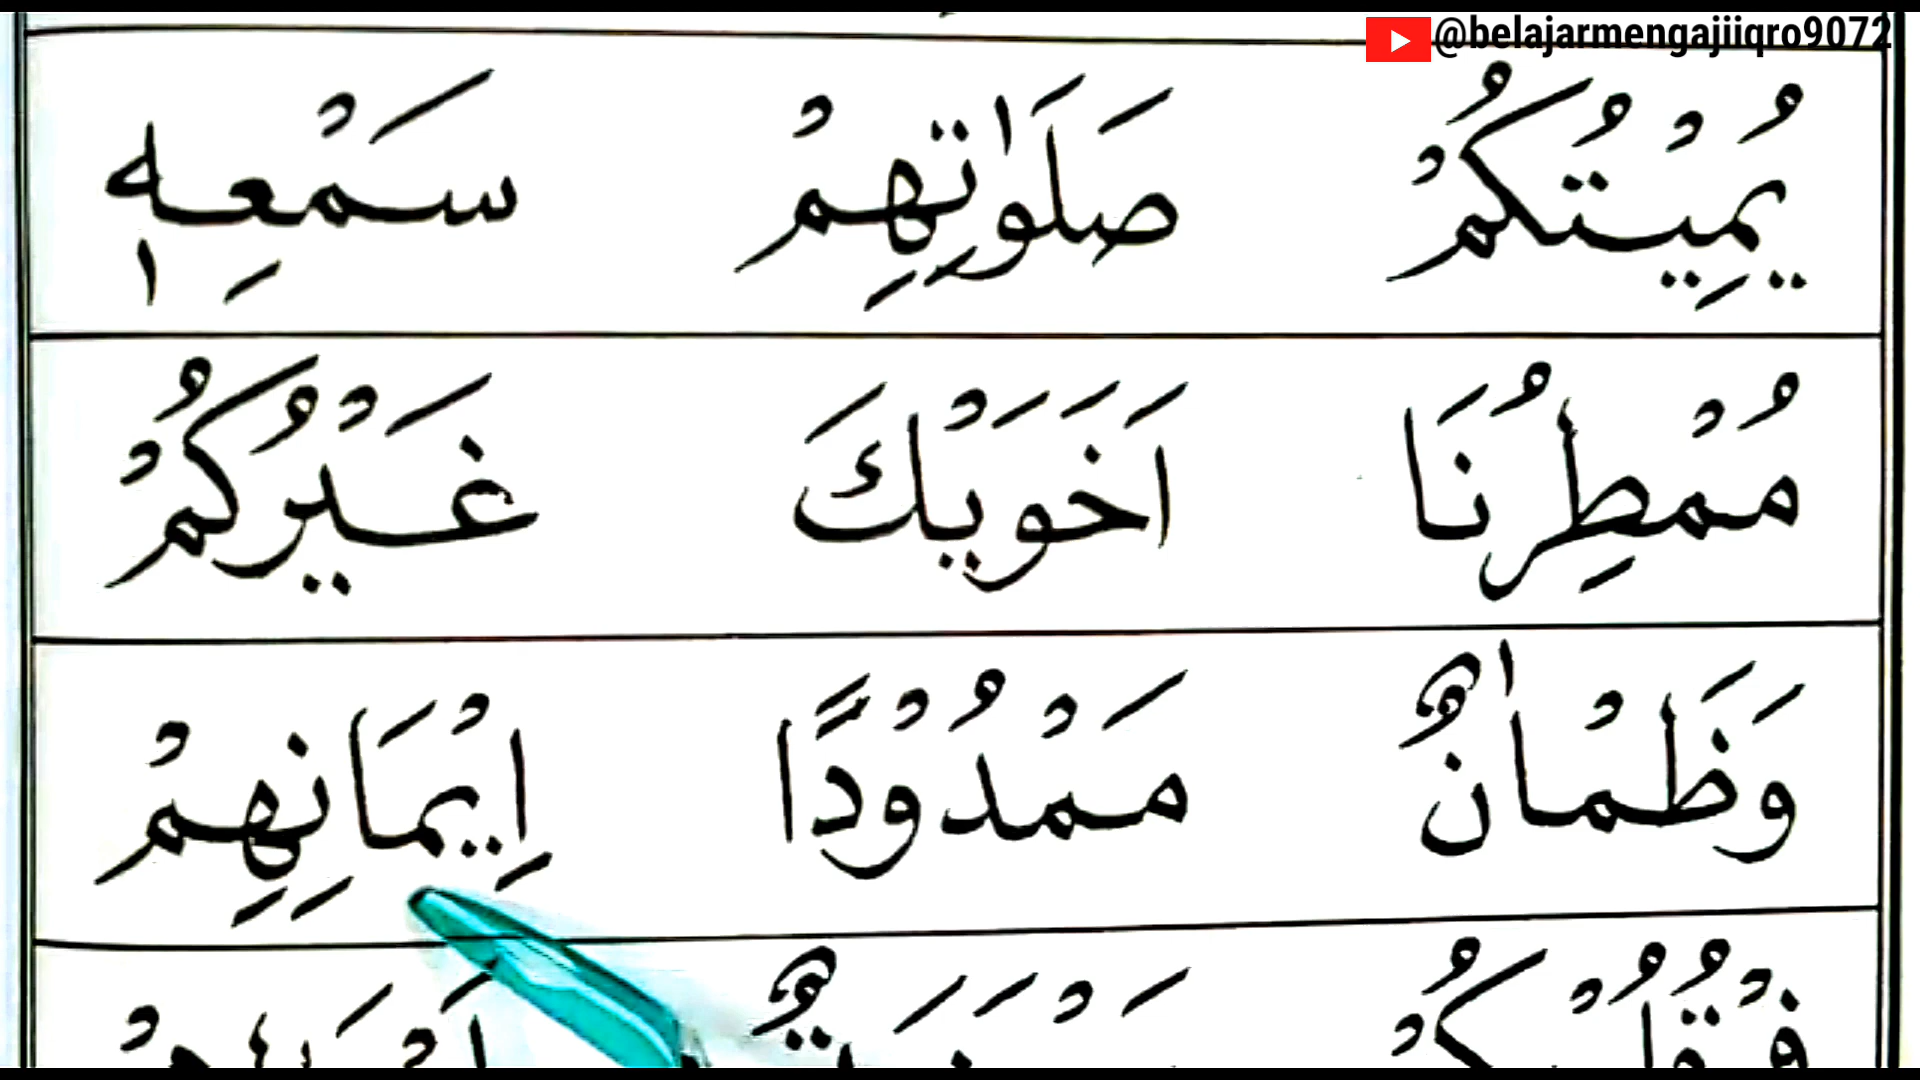 @belajarmengajiiqro9072
يُمِيْتُكُمْ صَلَوٰتِهِمْ سَمْعِهٖ
مُمْطِرُنَا اَخَوَيْكَ غَيْرُكُمْ
وَظَمْاٰنٌ مَمْدُوْدًا اِيْمَانِهِمْ